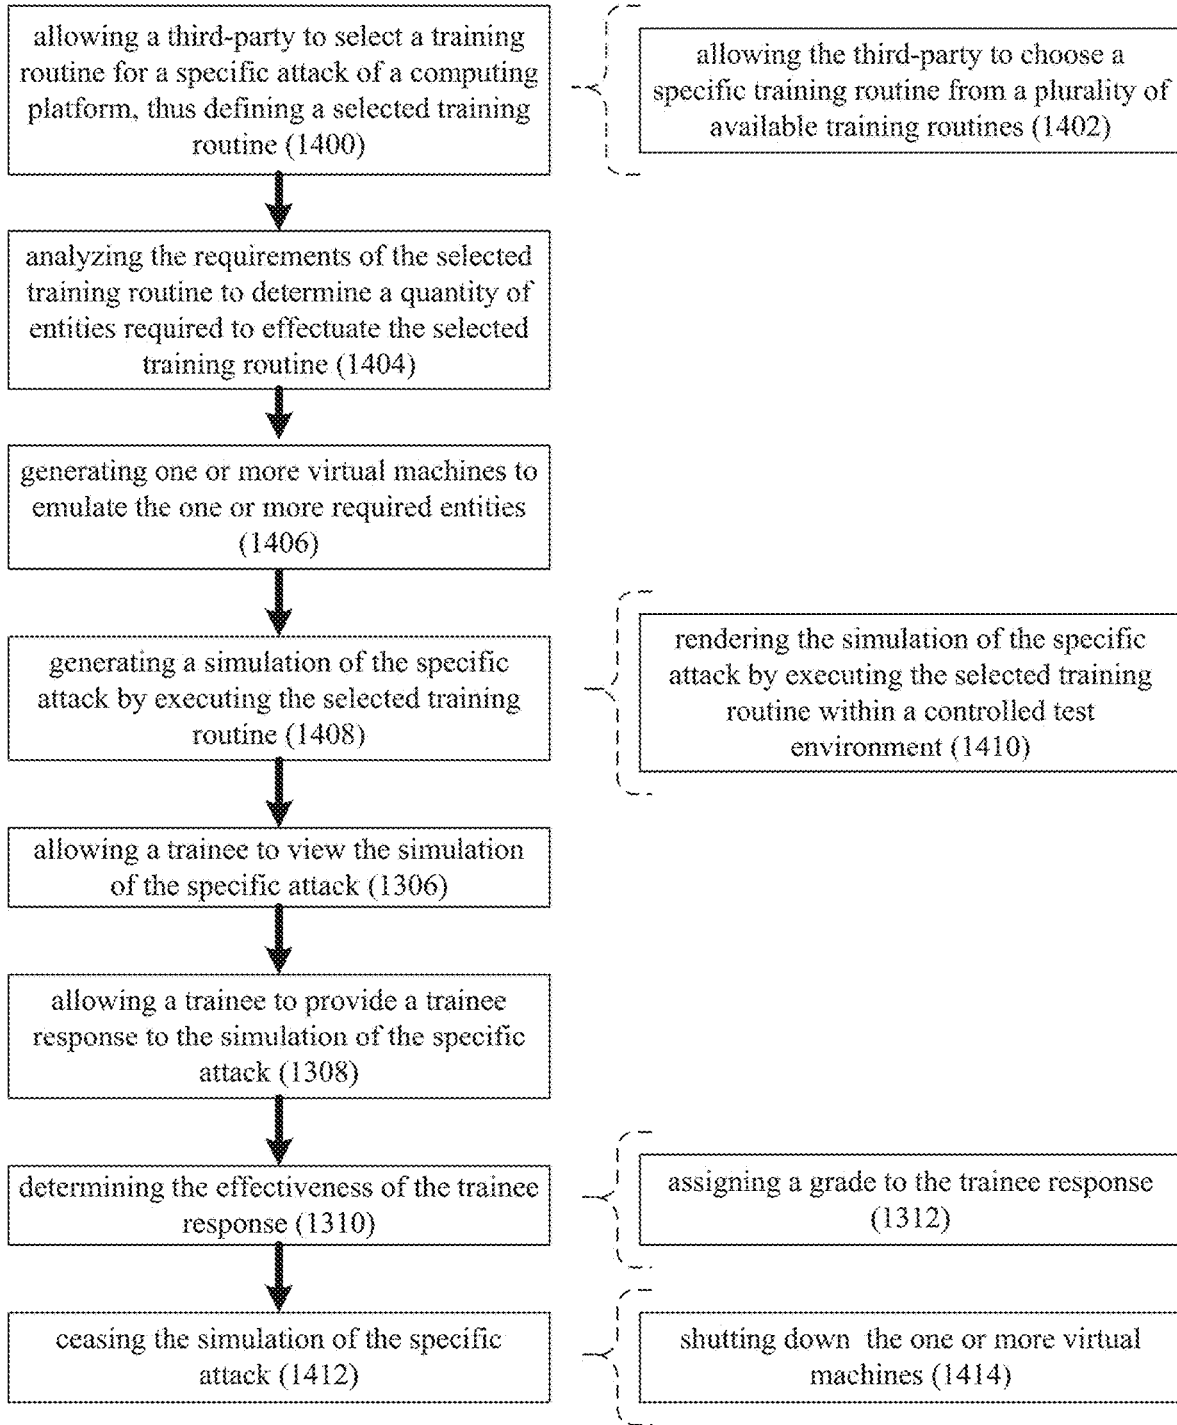 allowing a third-party to select a training
routine for a specific attack of a computing
platform, thus defining a selected training
routine (1400)
allowing the third-party to choose a
specific training routine from a plurality of
available training routines (1402)
analyzing the requirements of the selected
training routine to determine a quantity of
entities required to effectuate the selected
training routine (1404)
generating one or more virtual machines to
emulate the one or more required entities
(1406)
generating a simulation of the specific
attack by executing the selected training
routine (1408)
rendering the simulation of the specific
attack by executing the selected training
routine within a controlled test
environment (1410)
allowing a trainee to view the simulation
of the specific attack (1306)
allowing a trainee to provide a trainee
response to the simulation of the specific
attack (1308)
determining the effectiveness of the trainee
response (1310)
assigning a grade to the trainee response
(1312)
ceasing the simulation of the specific
attack (1412)
shutting down the one or more virtual
machines (1414)